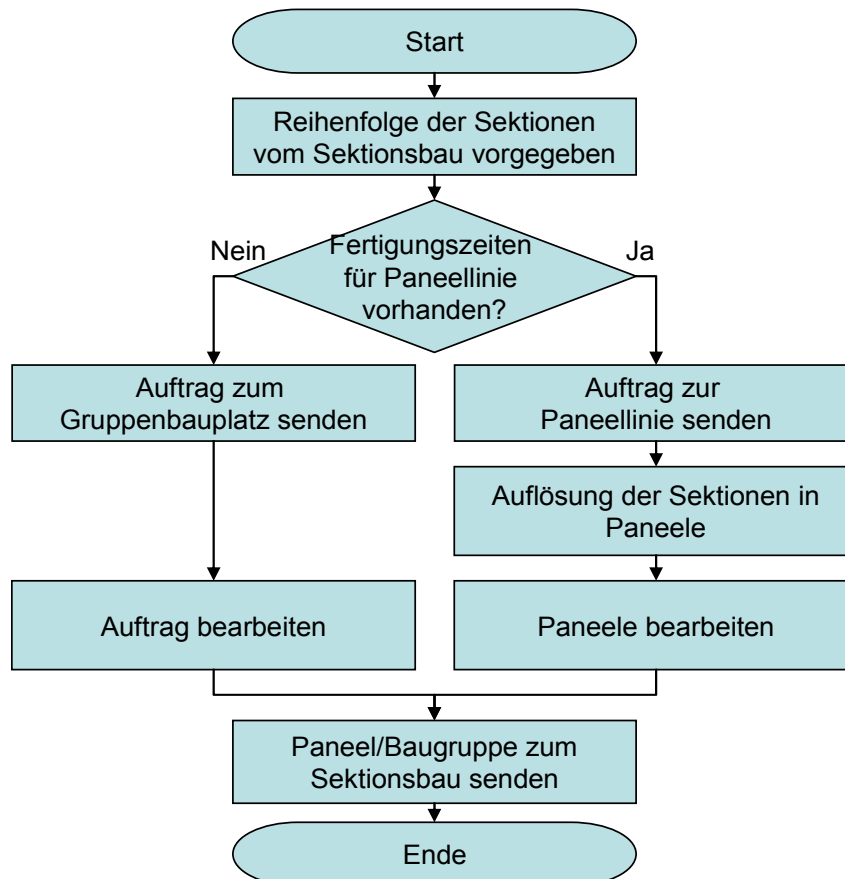 Start
Reihenfolge der Sektionen
vom Sektionsbau vorgegeben
Nein
Fertigungszeiten
für Paneellinie
vorhanden?
Ja
Auftrag zum
Gruppenbauplatz senden
Auftrag zur
Paneellinie senden
Auflösung der Sektionen in
Paneele
Auftrag bearbeiten
Paneele bearbeiten
Paneel/Baugruppe zum
Sektionsbau senden
Ende